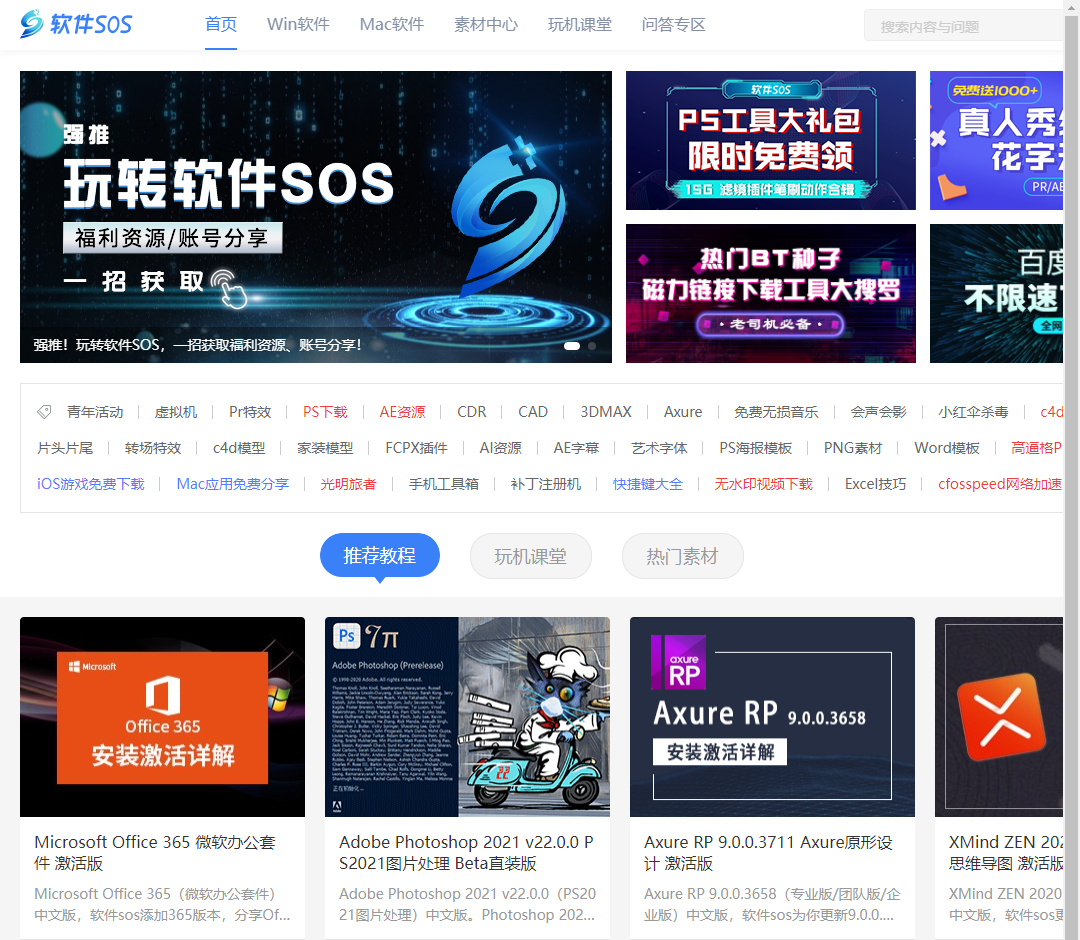 软件SOS
首页 Win软件 Mac软件 素材中心 玩机课堂 问答专区
搜索内容与问题
强推
玩转软件SOS
福利资源/账号分享
一招获取
强推！玩转软件SOS，一招获取福利资源、账号分享！
软件SOS
PS工具大礼包
限时免费领
15G 滤镜插件笔刷动作合辑
免费送1000+
真人秀
花字
PR/AE
热门BT种子
磁力链接下载工具大搜罗
·老司机必备·
百度
不限速下
全网
青年活动 虚拟机 Pr特效 PS下载 AE资源 CDR CAD 3DMAX Axure 免费无损音乐 会声会影 小红伞杀毒 c4d
片头片尾 转场特效 c4d模型 家装模型 FCPX插件 AI资源 AE字幕 艺术字体 PS海报模板 PNG素材 Word模板 高逼格P
iOS游戏免费下载 Mac应用免费分享 光明旅者 手机工具箱 补丁注册机 快捷键大全 无水印视频下载 Excel技巧 cfosspeed网络加速
推荐教程 玩机课堂 热门素材
Microsoft
Office 365
安装激活详解
Ps
Adobe Photoshop (Prerelease)
© 1990-2020 Adobe. All rights reserved.
正在初始化...
22
axure
RP
Axure RP 9.0.0.3658
安装激活详解
Microsoft Office 365 微软办公套
件 激活版
Microsoft Office 365（微软办公套件）
中文版，软件sos添加365版本，分享Of...
Adobe Photoshop 2021 v22.0.0 P
S2021图片处理 Beta直装版
Adobe Photoshop 2021 v22.0.0（PS20
21图片处理）中文版。Photoshop 202...
Axure RP 9.0.0.3711 Axure原形设
计 激活版
Axure RP 9.0.0.3658（专业版/团队版/企
业版）中文版，软件sos为你更新9.0.0....
XMind ZEN 202
思维导图 激活版
XMind ZEN 2020
中文版，软件sos更